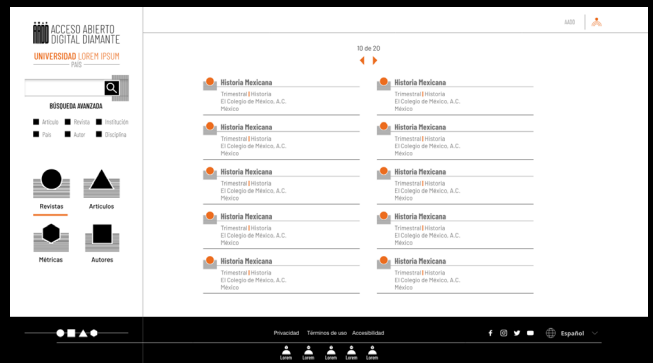 ACCESO ABIERTO
DIGITAL DIAMANTE
UNIVERSIDAD LOREM IPSUM
PAÍS
BÚSQUEDA AVANZADA
Artículo Revista Institución
País Autor Disciplina
Revistas Artículos
Métricas Autores
AADD
10 de 20
Historia Mexicana
Trimestral | Historia
El Colegio de México, A.C.
México
Historia Mexicana
Trimestral | Historia
El Colegio de México, A.C.
México
Historia Mexicana
Trimestral | Historia
El Colegio de México, A.C.
México
Historia Mexicana
Trimestral | Historia
El Colegio de México, A.C.
México
Historia Mexicana
Trimestral | Historia
El Colegio de México, A.C.
México
Historia Mexicana
Trimestral | Historia
El Colegio de México, A.C.
México
Historia Mexicana
Trimestral | Historia
El Colegio de México, A.C.
México
Historia Mexicana
Trimestral | Historia
El Colegio de México, A.C.
México
Historia Mexicana
Trimestral | Historia
El Colegio de México, A.C.
México
Historia Mexicana
Trimestral | Historia
El Colegio de México, A.C.
México
Privacidad Términos de uso Accesibilidad
Español
Lorem Lorem Lorem Lorem Lorem